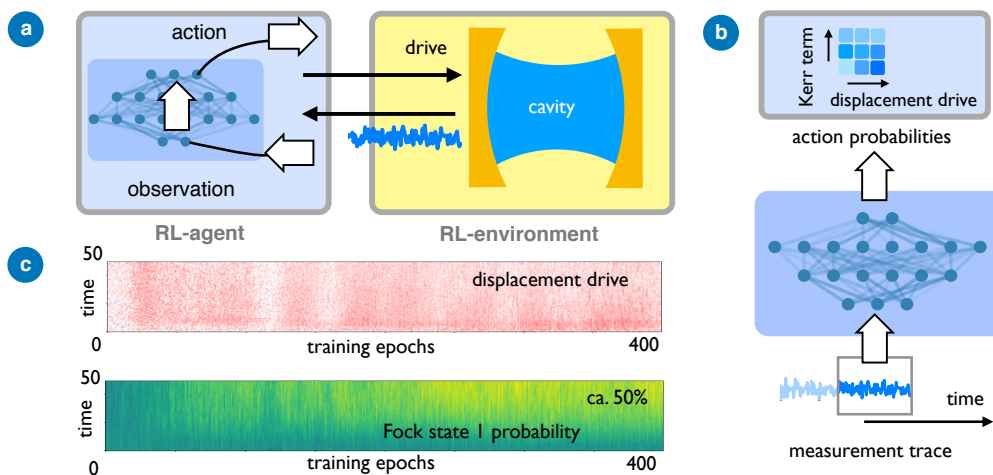 a
action
observation
RL-agent
drive
cavity
RL-environment
b
Kerr term
displacement drive
action probabilities
time
measurement trace
c
50
time
0
displacement drive
training epochs
400
50
time
0
ca. 50%
Fock state 1 probability
training epochs
400